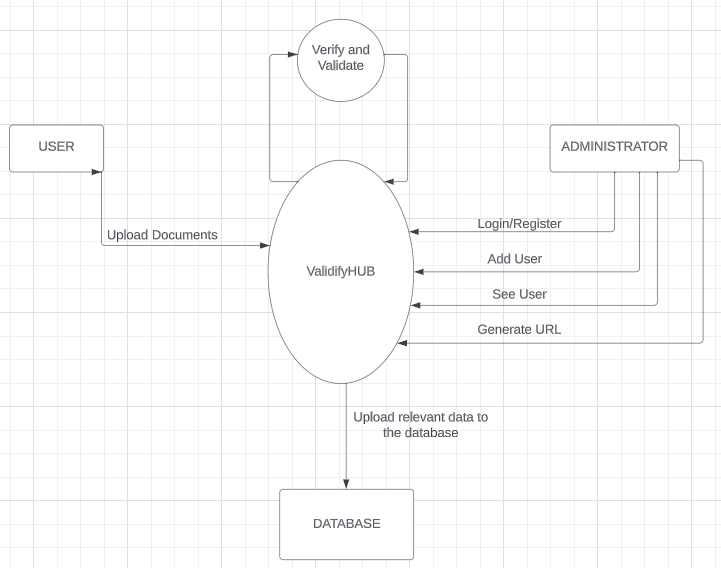 Verify and
Validate
USER
ADMINISTRATOR
Upload Documents
Login/Register
Add User
ValidifyHUB
See User
Generate URL
Upload relevant data to
the database
DATABASE